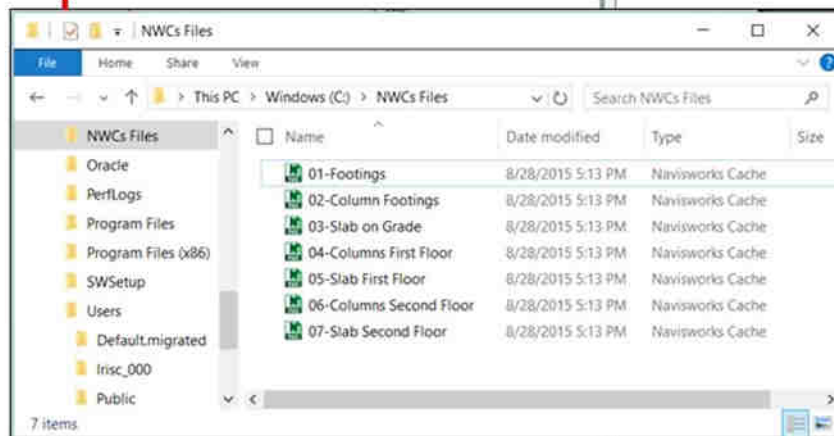 NWCs Files
File Home Share View
This PC > Windows (C:) > NWCs Files Search NWCs Files
NWCs Files
Oracle
PerfLogs
Program Files
Program Files (x86)
SWSetup
Users
Default.migrated
Irisc_000
Public
Name Date modified Type Size
01-Footings 8/28/2015 5:13 PM Navisworks Cache
02-Column Footings 8/28/2015 5:13 PM Navisworks Cache
03-Slab on Grade 8/28/2015 5:13 PM Navisworks Cache
04-Columns First Floor 8/28/2015 5:13 PM Navisworks Cache
05-Slab First Floor 8/28/2015 5:13 PM Navisworks Cache
06-Columns Second Floor 8/28/2015 5:13 PM Navisworks Cache
07-Slab Second Floor 8/28/2015 5:13 PM Navisworks Cache
7 items